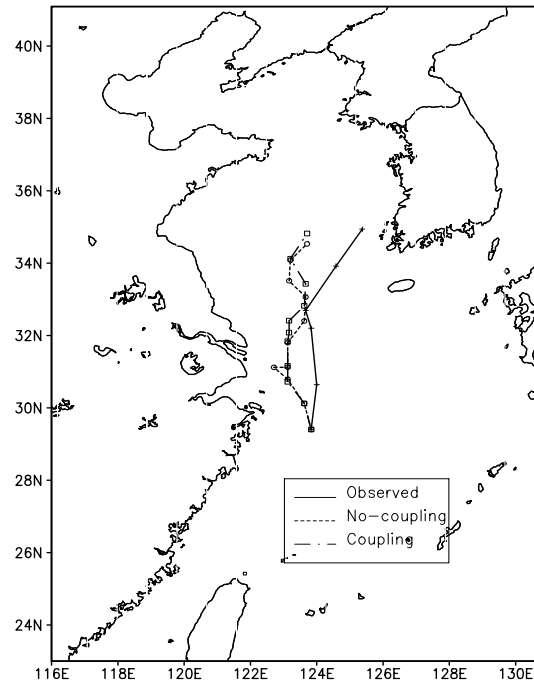 40N
38N
36N
34N
32N
30N
28N
26N
24N
Observed
No-coupling
Coupling
116E 118E 120E 122E 124E 126E 128E 130E